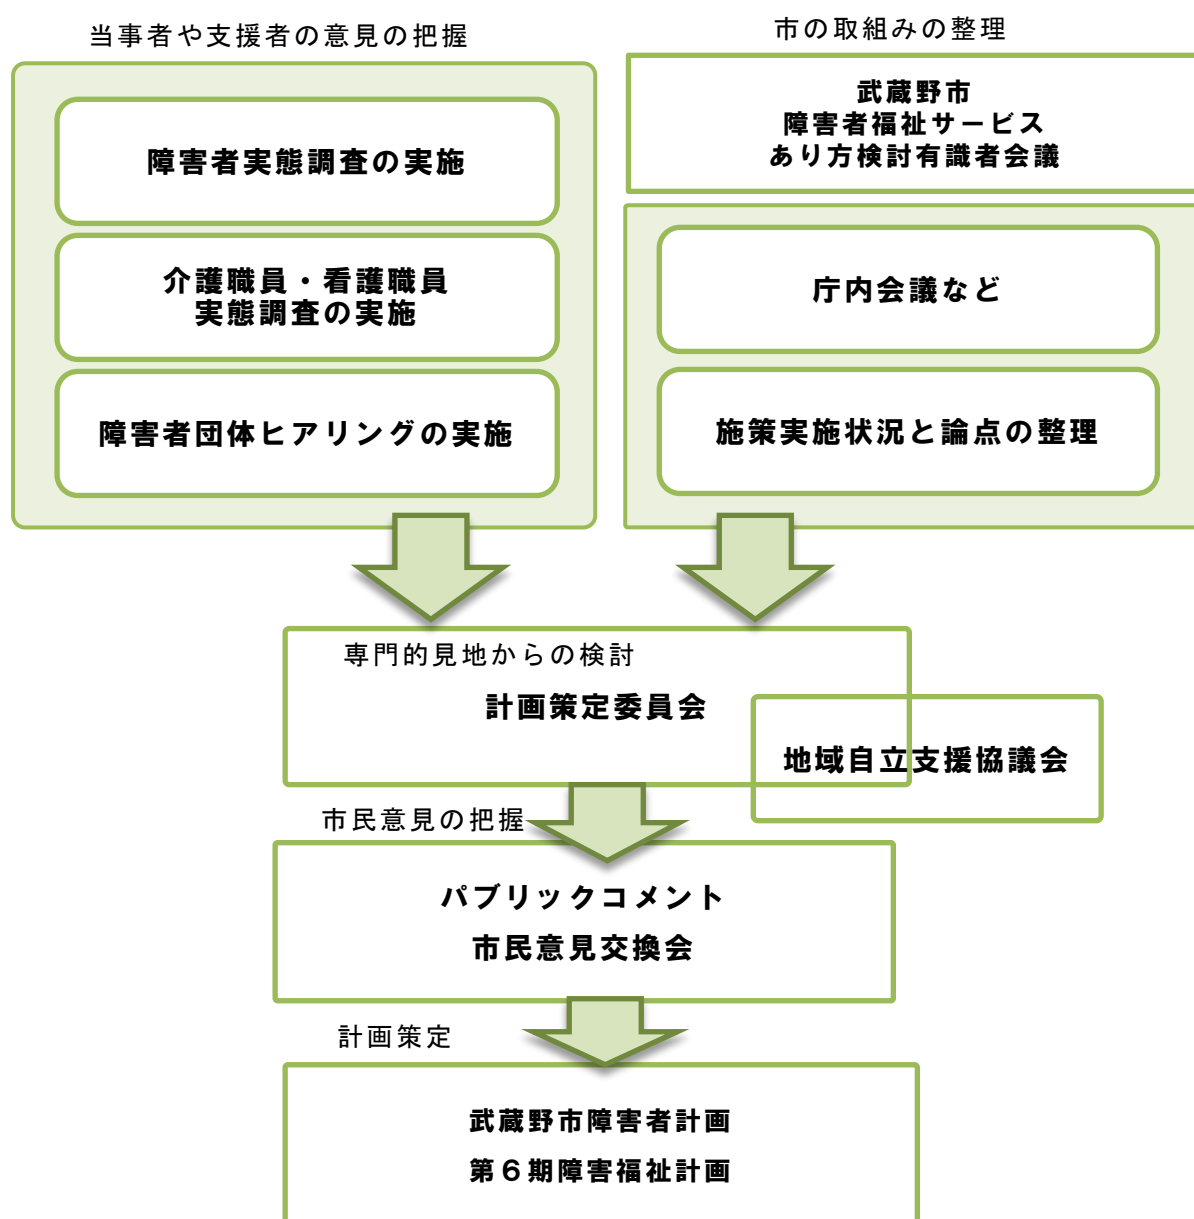 当事者や支援者の意見の把握
障害者実態調査の実施
介護職員・看護職員
実態調査の実施
障害者団体ヒアリングの実施
市の取組みの整理
武蔵野市
障害者福祉サービス
あり方検討有識者会議
庁内会議など
施策実施状況と論点の整理
専門的見地からの検討
計画策定委員会
地域自立支援協議会
市民意見の把握
パブリックコメント
市民意見交換会
計画策定
武蔵野市障害者計画
第６期障害福祉計画